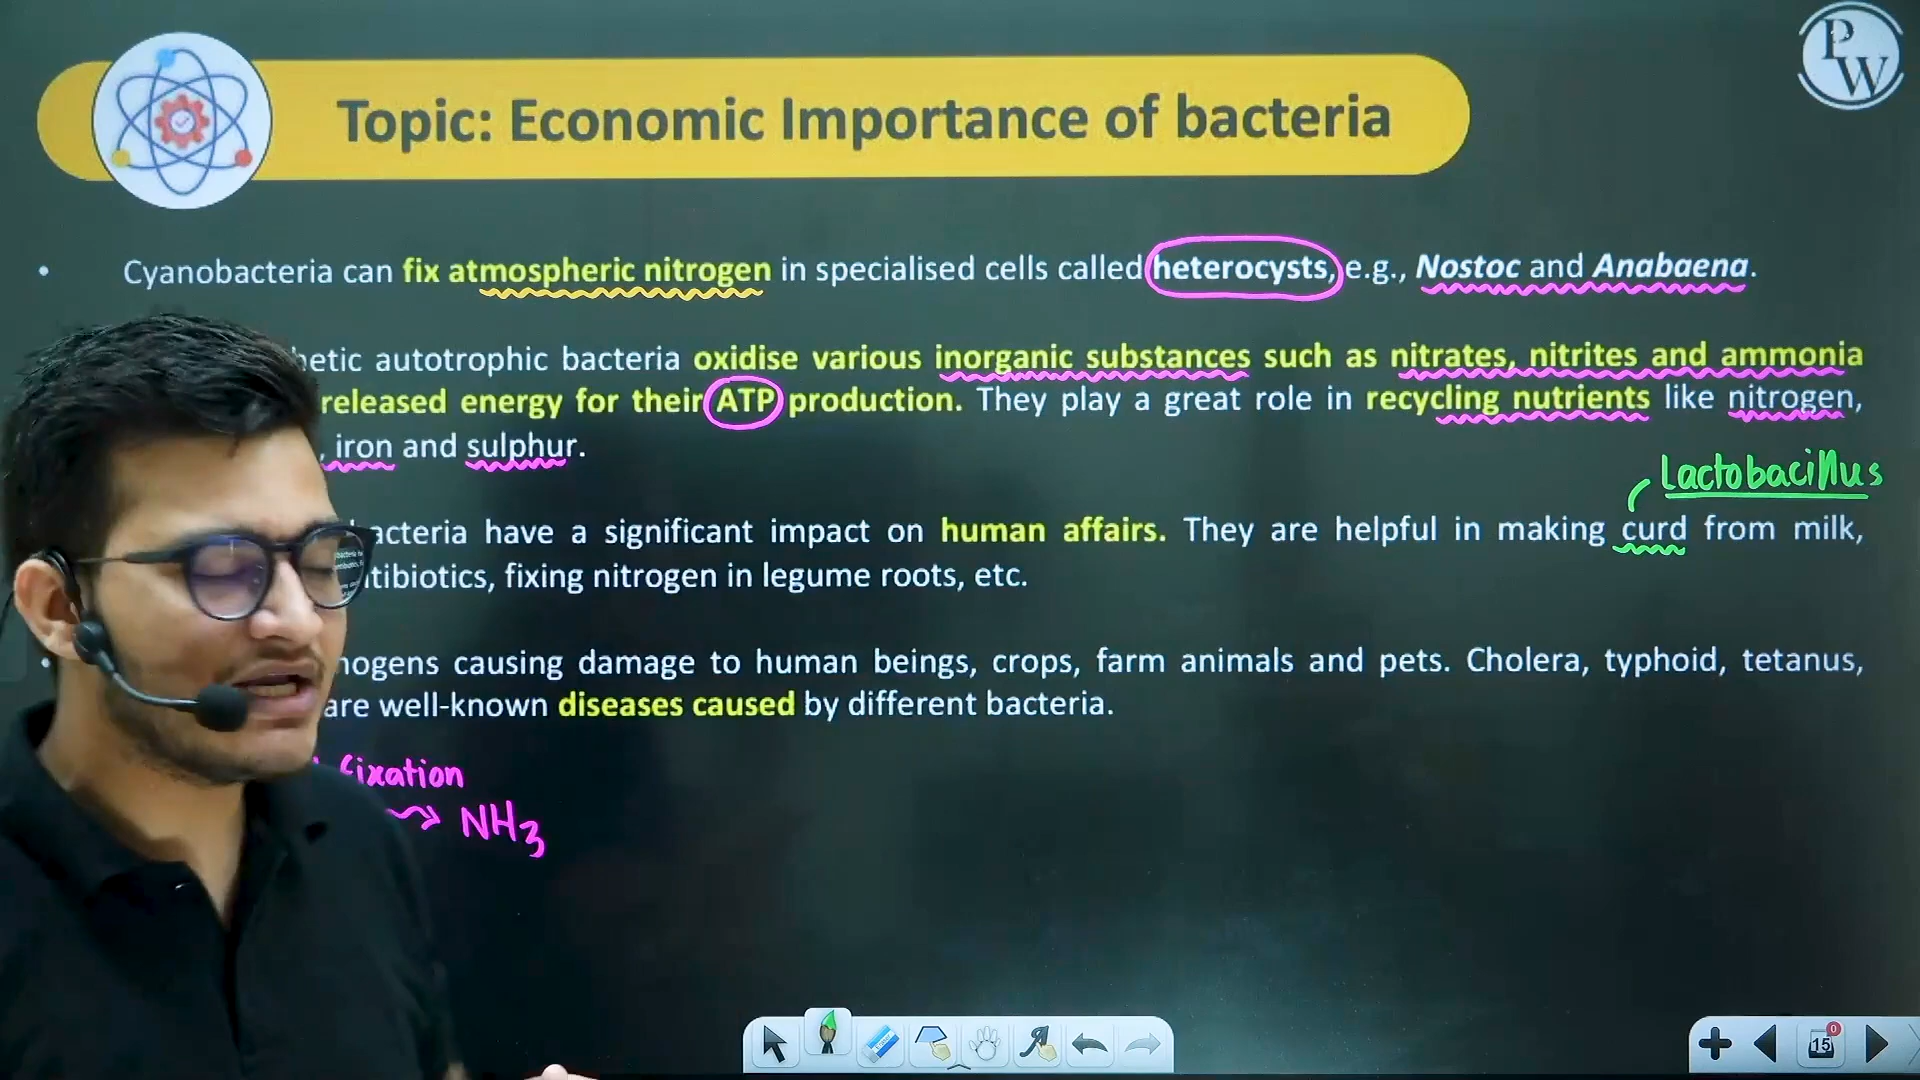 PW
Topic: Economic Importance of bacteria
• Cyanobacteria can fix atmospheric nitrogen in specialised cells called heterocysts, e.g., Nostoc and Anabaena.
hetic autotrophic bacteria oxidise various inorganic substances such as nitrates, nitrites and ammonia
released energy for their ATP production. They play a great role in recycling nutrients like nitrogen,
, iron and sulphur.
Lactobacillus
acteria have a significant impact on human affairs. They are helpful in making curd from milk,
tibiotics, fixing nitrogen in legume roots, etc.
• hogens causing damage to human beings, crops, farm animals and pets. Cholera, typhoid, tetanus,
are well-known diseases caused by different bacteria.
fixation
→ NH3
15
0